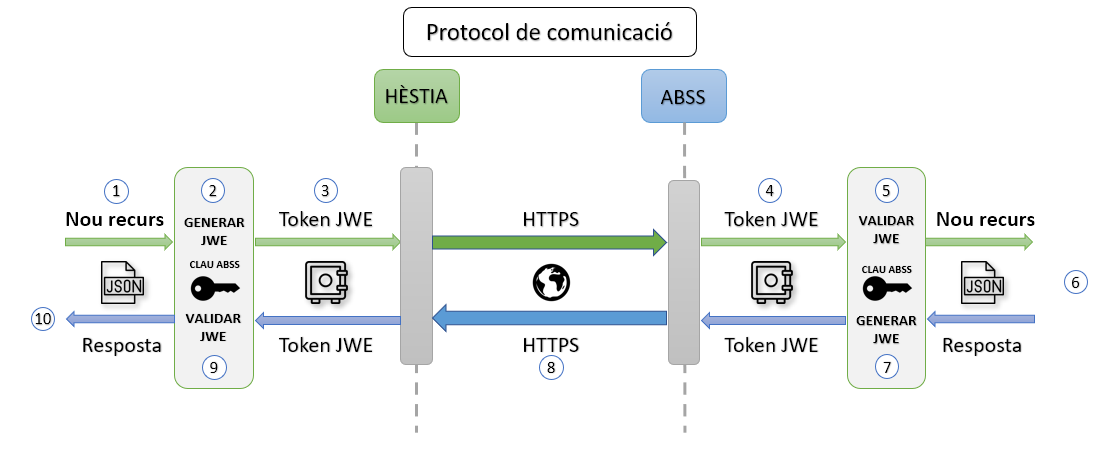 Protocol de comunicació
HÈSTIA
ABSS
1
2
3
4
5
Nou recurs
GENERAR
JWE
Token JWE
HTTPS
Token JWE
VALIDAR
JWE
Nou recurs
CLAU ABSS
CLAU ABSS
JSON
JSON
6
10
VALIDAR
JWE
GENERAR
JWE
Resposta
Token JWE
HTTPS
Token JWE
Resposta
9
8
7